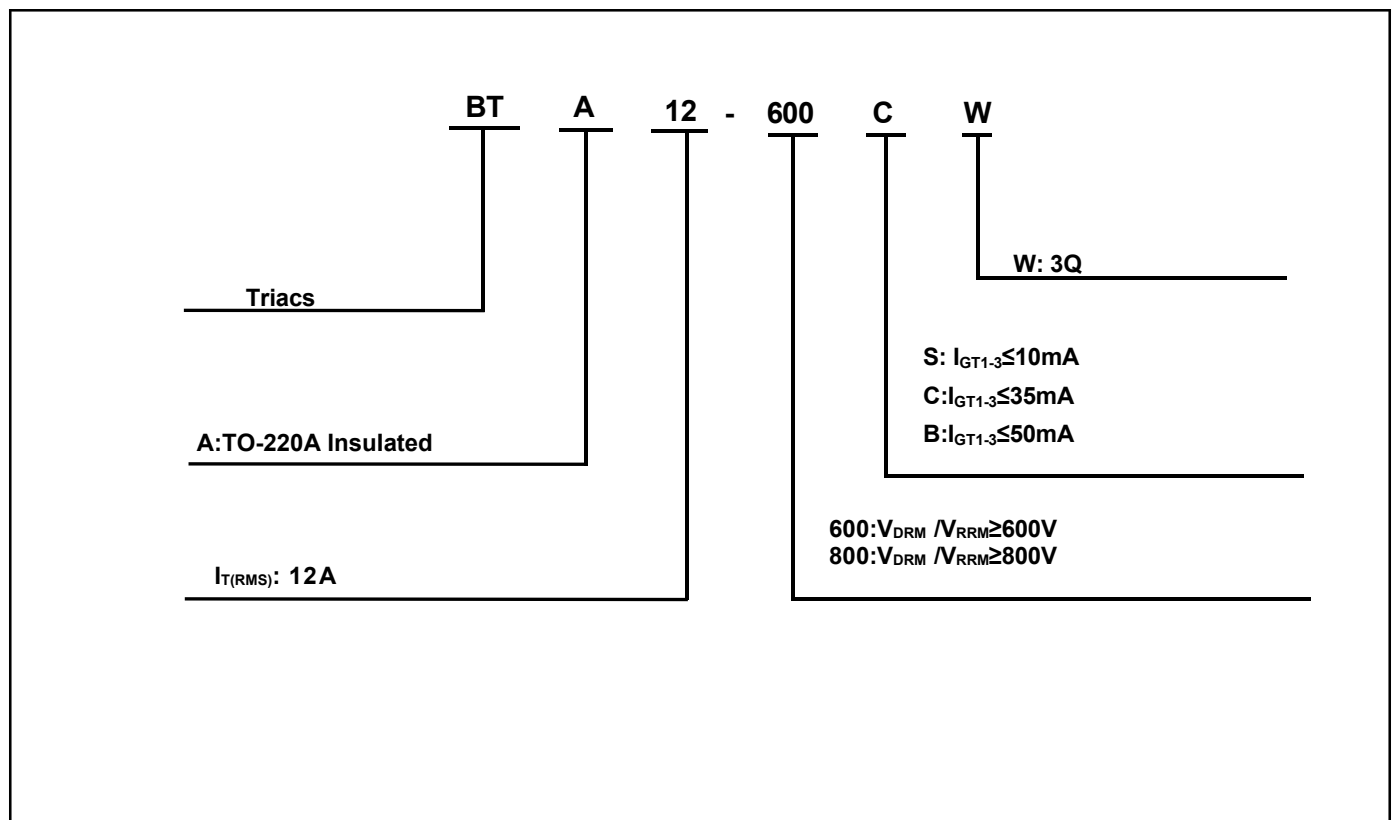 BT A 12 - 600 C W
W: 3Q
Triacs
S: IGT1-3≤10mA
C:IGT1-3≤35mA
B:IGT1-3≤50mA
A:TO-220A Insulated
600:VDRM /VRRM≥600V
800:VDRM /VRRM≥800V
IT(RMS): 12A